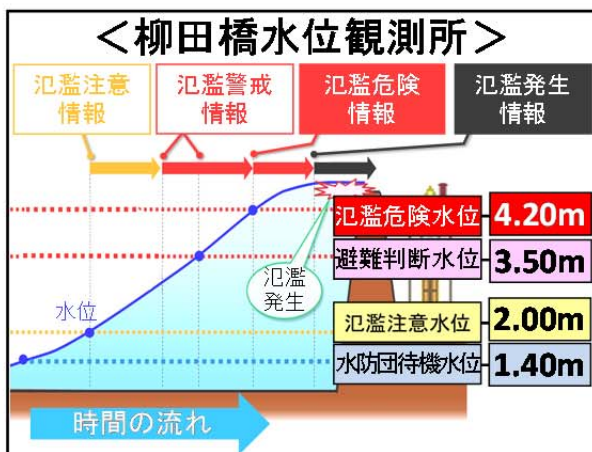 ＜柳田橋水位観測所＞
氾濫注意
情報
氾濫警戒
情報
氾濫危険
情報
氾濫発生
情報
氾濫危険水位 4.20m
避難判断水位 3.50m
氾濫
発生
水位
氾濫注意水位 2.00m
水防団待機水位 1.40m
時間の流れ